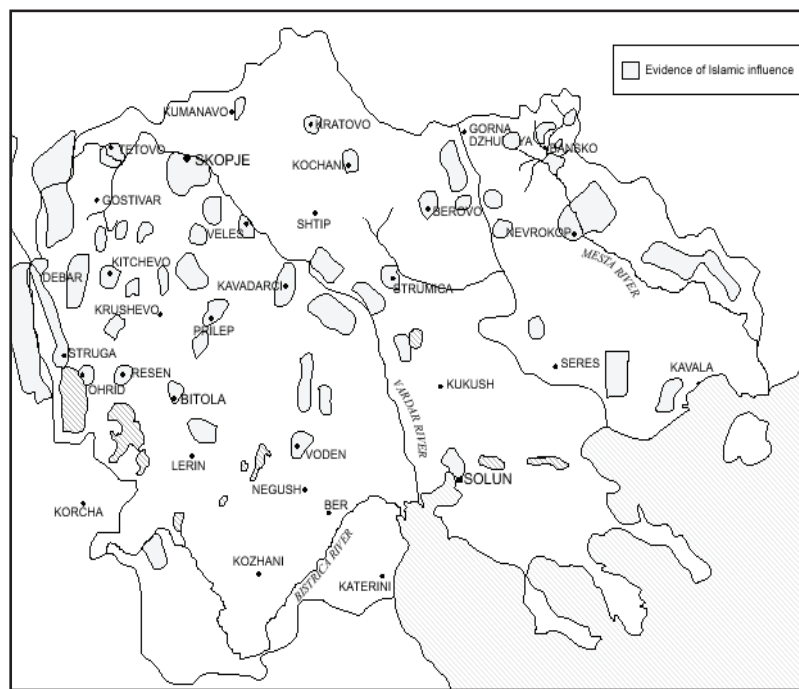 Evidence of Islamic influence
KUMANAVO
KRATOVO
GORNA
DZHUMAYA
BANSKO
TETOVO
SKOPJE
KOCHANI
GOSTIVAR
SHTIP
BEROVO
VELES
NEVROKOP
MESTA RIVER
DEBAR
KITCHEVO
KAVADARCI
STRUMICA
KRUSHEVO
PRILEP
STRUGA
RESEN
OHRID
BITOLA
VARDAR RIVER
KUKUSH
SERES
KAVALA
LERIN
VODEN
SOLUN
NEGUSH
KORCHA
BER
KOZHANI
BISTRICA RIVER
KATERINI